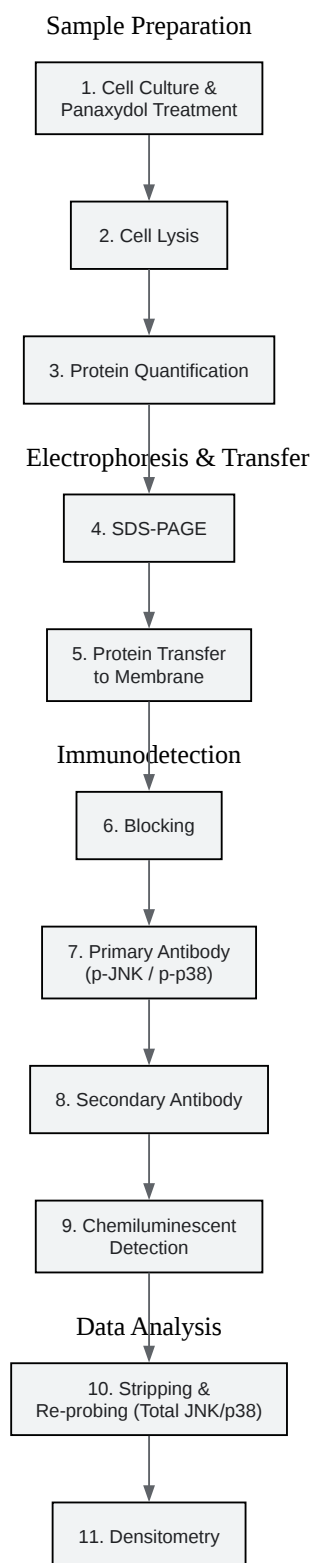 Sample Preparation
1. Cell Culture &
Panaxydol Treatment
2. Cell Lysis
3. Protein Quantification
Electrophoresis & Transfer
4. SDS-PAGE
5. Protein Transfer
to Membrane
Immunodetection
6. Blocking
7. Primary Antibody
(p-JNK / p-p38)
8. Secondary Antibody
9. Chemiluminescent
Detection
Data Analysis
10. Stripping &
Re-probing (Total JNK/p38)
11. Densitometry